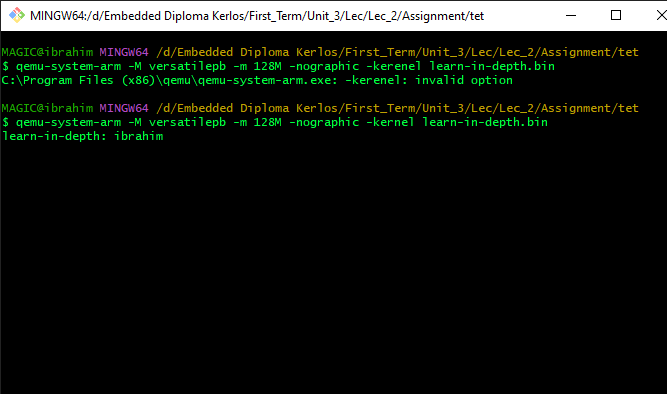 MINGW64:/d/Embedded Diploma Kerlos/First_Term/Unit_3/Lec/Lec_2/Assignment/tet
MAGIC@ibrahim MINGW64 /d/Embedded Diploma Kerlos/First_Term/Unit_3/Lec/Lec_2/Assignment/tet
$ qemu-system-arm -M versatilepb -m 128M -nographic -kerenel learn-in-depth.bin
C:\Program Files (x86)\qemu\qemu-system-arm.exe: -kerenel: invalid option
MAGIC@ibrahim MINGW64 /d/Embedded Diploma Kerlos/First_Term/Unit_3/Lec/Lec_2/Assignment/tet
$ qemu-system-arm -M versatilepb -m 128M -nographic -kernel learn-in-depth.bin
learn-in-depth: ibrahim